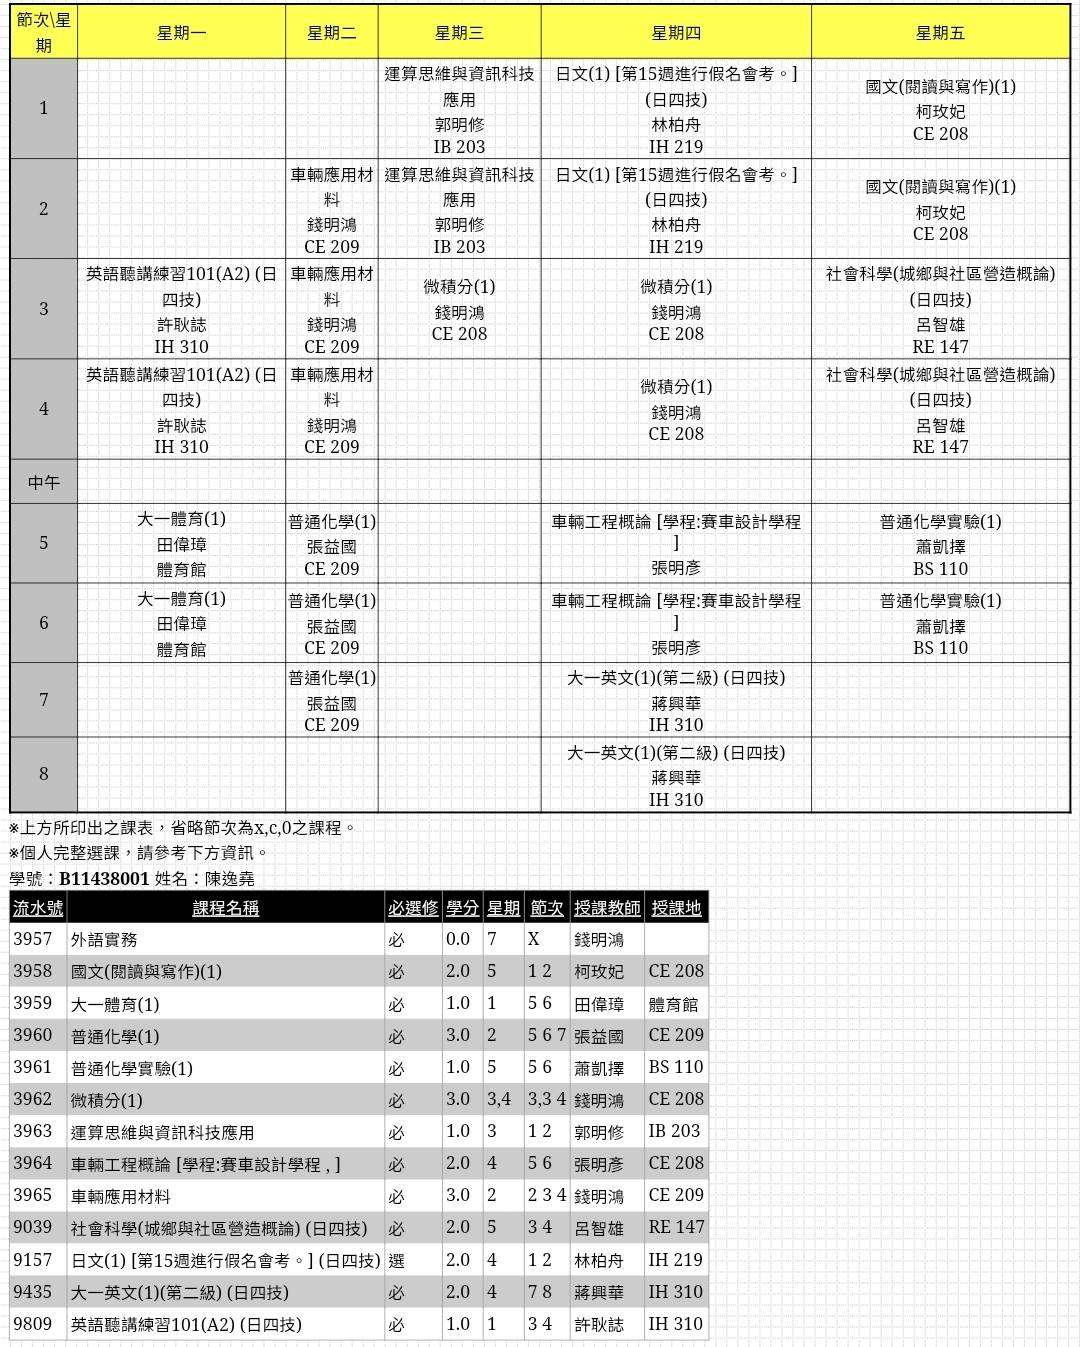 節次\星期 星期一 星期二 星期三 星期四 星期五
1 運算思維與資訊科技應用 郭明修 IB 203 日文(1) [第15週進行假名會考。] (日四技) 林柏舟 IH 219 國文(閱讀與寫作)(1) 柯玫妃 CE 208
2 車輛應用材料 錢明鴻 CE 209 運算思維與資訊科技應用 郭明修 IB 203 日文(1) [第15週進行假名會考。] (日四技) 林柏舟 IH 219 國文(閱讀與寫作)(1) 柯玫妃 CE 208
3 英語聽講練習101(A2) (日四技) 許耿誌 IH 310 車輛應用材料 錢明鴻 CE 209 微積分(1) 錢明鴻 CE 208 微積分(1) 錢明鴻 CE 208 社會科學(城鄉與社區營造概論) (日四技) 呂智雄 RE 147
4 英語聽講練習101(A2) (日四技) 許耿誌 IH 310 車輛應用材料 錢明鴻 CE 209 微積分(1) 錢明鴻 CE 208 社會科學(城鄉與社區營造概論) (日四技) 呂智雄 RE 147
中午
5 大一體育(1) 田偉璋 體育館 普通化學(1) 張益國 CE 209 車輛工程概論 [學程:賽車設計學程 ] 張明彥 普通化學實驗(1) 蕭凱擇 BS 110
6 大一體育(1) 田偉璋 體育館 普通化學(1) 張益國 CE 209 車輛工程概論 [學程:賽車設計學程 ] 張明彥 普通化學實驗(1) 蕭凱擇 BS 110
7 普通化學(1) 張益國 CE 209 大一英文(1)(第二級) (日四技) 蔣興華 IH 310
8 大一英文(1)(第二級) (日四技) 蔣興華 IH 310
※上方所印出之課表，省略節次為x,c,0之課程。
※個人完整選課，請參考下方資訊。
學號：B11438001 姓名：陳逸堯
流水號 課程名稱 必選修 學分 星期 節次 授課教師 授課地
3957 外語實務 必 0.0 7 X 錢明鴻
3958 國文(閱讀與寫作)(1) 必 2.0 5 1 2 柯玫妃 CE 208
3959 大一體育(1) 必 1.0 1 5 6 田偉璋 體育館
3960 普通化學(1) 必 3.0 2 5 6 7 張益國 CE 209
3961 普通化學實驗(1) 必 1.0 5 5 6 蕭凱擇 BS 110
3962 微積分(1) 必 3.0 3,4 3,3 4 錢明鴻 CE 208
3963 運算思維與資訊科技應用 必 1.0 3 1 2 郭明修 IB 203
3964 車輛工程概論 [學程:賽車設計學程 , ] 必 2.0 4 5 6 張明彥 CE 208
3965 車輛應用材料 必 3.0 2 2 3 4 錢明鴻 CE 209
9039 社會科學(城鄉與社區營造概論) (日四技) 必 2.0 5 3 4 呂智雄 RE 147
9157 日文(1) [第15週進行假名會考。] (日四技) 選 2.0 4 1 2 林柏舟 IH 219
9435 大一英文(1)(第二級) (日四技) 必 2.0 4 7 8 蔣興華 IH 310
9809 英語聽講練習101(A2) (日四技) 必 1.0 1 3 4 許耿誌 IH 310